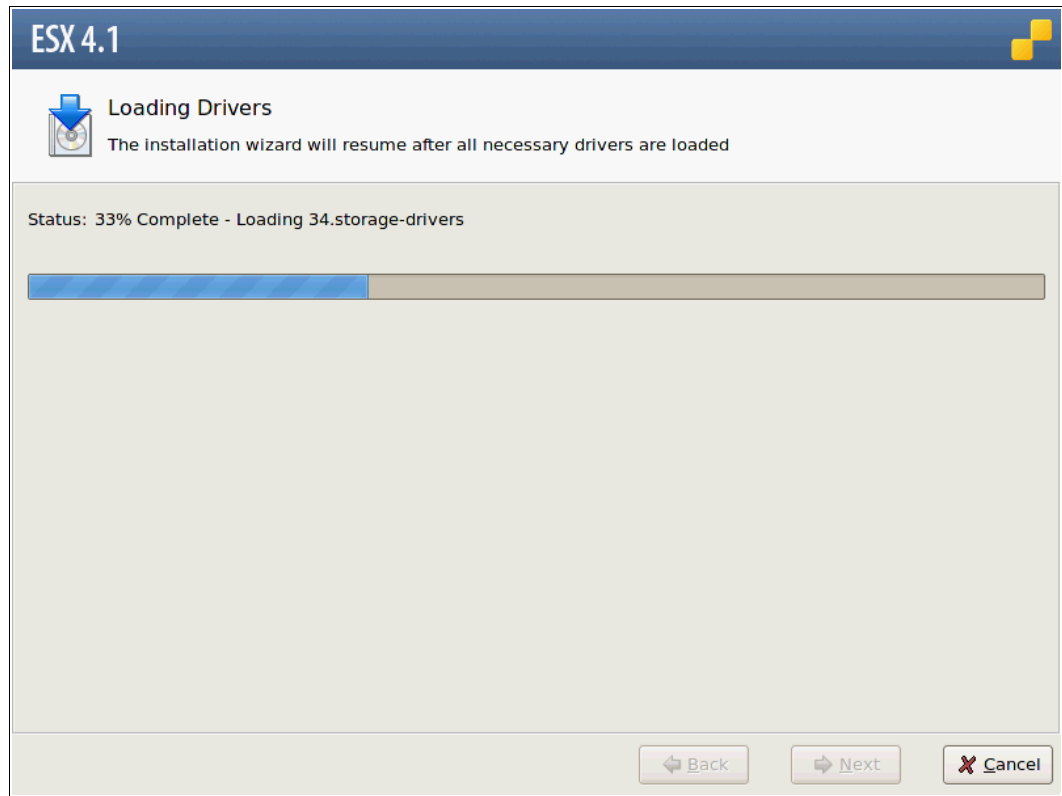 ESX 4.1
Loading Drivers
The installation wizard will resume after all necessary drivers are loaded
Status: 33% Complete - Loading 34.storage-drivers
Back
Next
Cancel